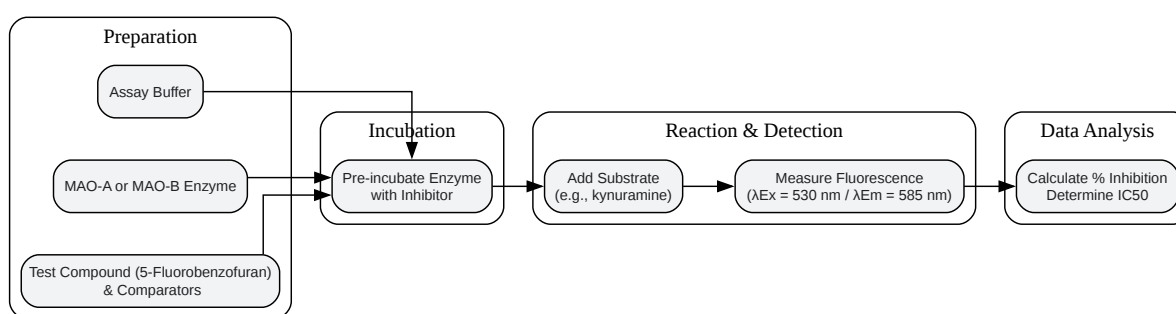 Preparation
Assay Buffer
MAO-A or MAO-B Enzyme
Test Compound (5-Fluorobenzofuran)
& Comparators
Incubation
Pre-incubate Enzyme
with Inhibitor
Reaction & Detection
Add Substrate
(e.g., kynuramine)
Measure Fluorescence
(λEx = 530 nm / λEm = 585 nm)
Data Analysis
Calculate % Inhibition
Determine IC50